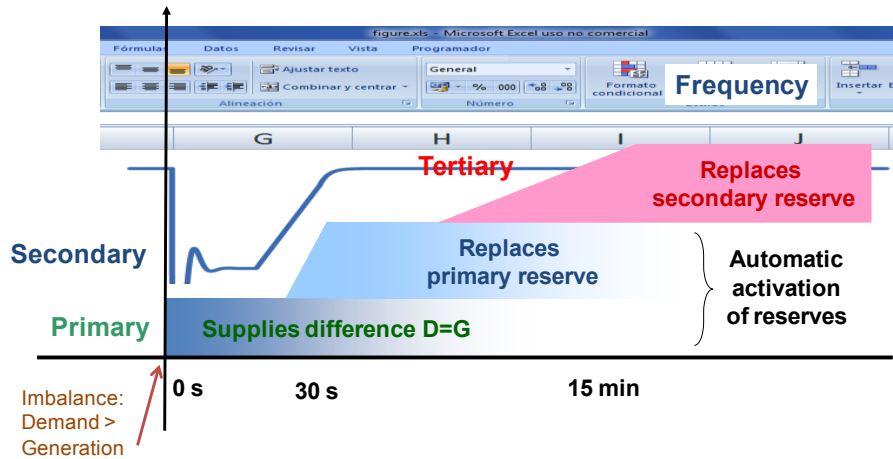 figure.xls - Microsoft Excel uso no comercial
Fórmulas Datos Revisar Vista Programador
Ajustar texto
General
Combinar y centrar
% 000
Formato
condicional
Insertar E
Alineación
Número
Frequency
G H I J
Tertiary
Replaces
secondary reserve
Secondary
Replaces
primary reserve
Automatic
activation
of reserves
Primary
Supplies difference D=G
0 s
30 s
15 min
Imbalance:
Demand >
Generation